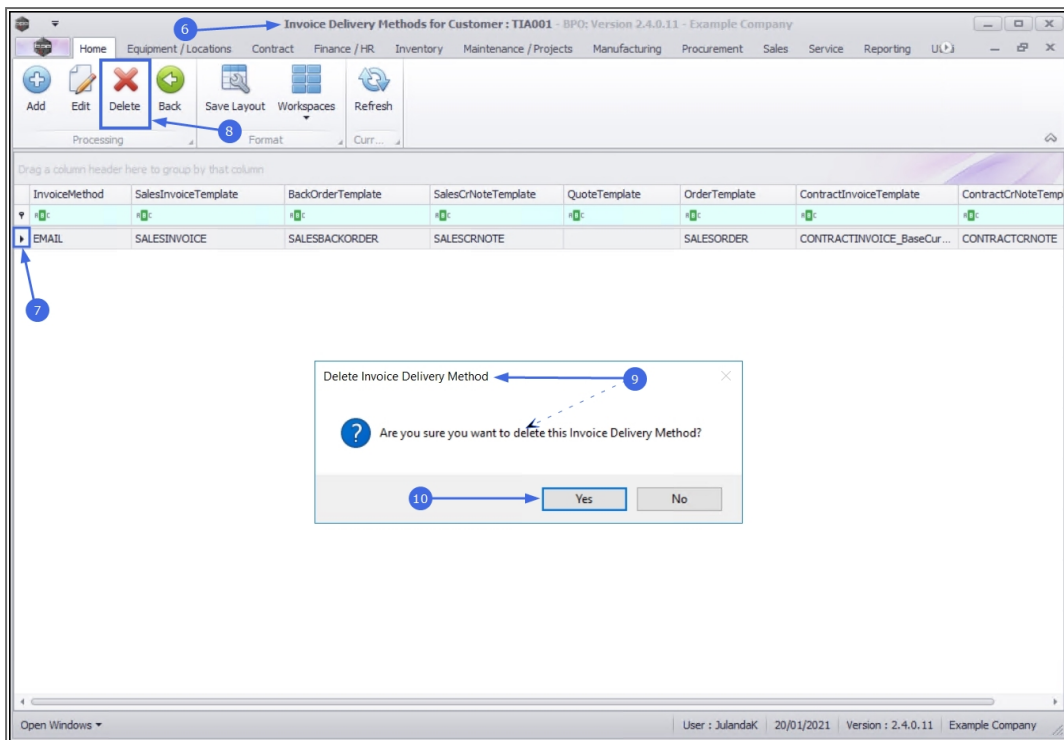 6
Invoice Delivery Methods for Customer : TIA001 - BPO: Version 2.4.0.11 - Example Company
Home Equipment / Locations Contract Finance / HR Inventory Maintenance / Projects Manufacturing Procurement Sales Service Reporting
Add Edit Delete Back Save Layout Workspaces Refresh
8
Processing Format Curr...
Drag a column header here to group by that column
InvoiceMethod SalesInvoiceTemplate BackOrderTemplate SalesCrNoteTemplate QuoteTemplate OrderTemplate ContractInvoiceTemplate ContractCrNoteTemp
EMAIL SALESINVOICE SALESBACKORDER SALESCRNOTE SALESORDER CONTRACTINVOICE_BaseCur... CONTRACTCRNOTE
7
Delete Invoice Delivery Method
9
? Are you sure you want to delete this Invoice Delivery Method?
10
Yes No
Open Windows User : JulandaK 20/01/2021 Version : 2.4.0.11 Example Company